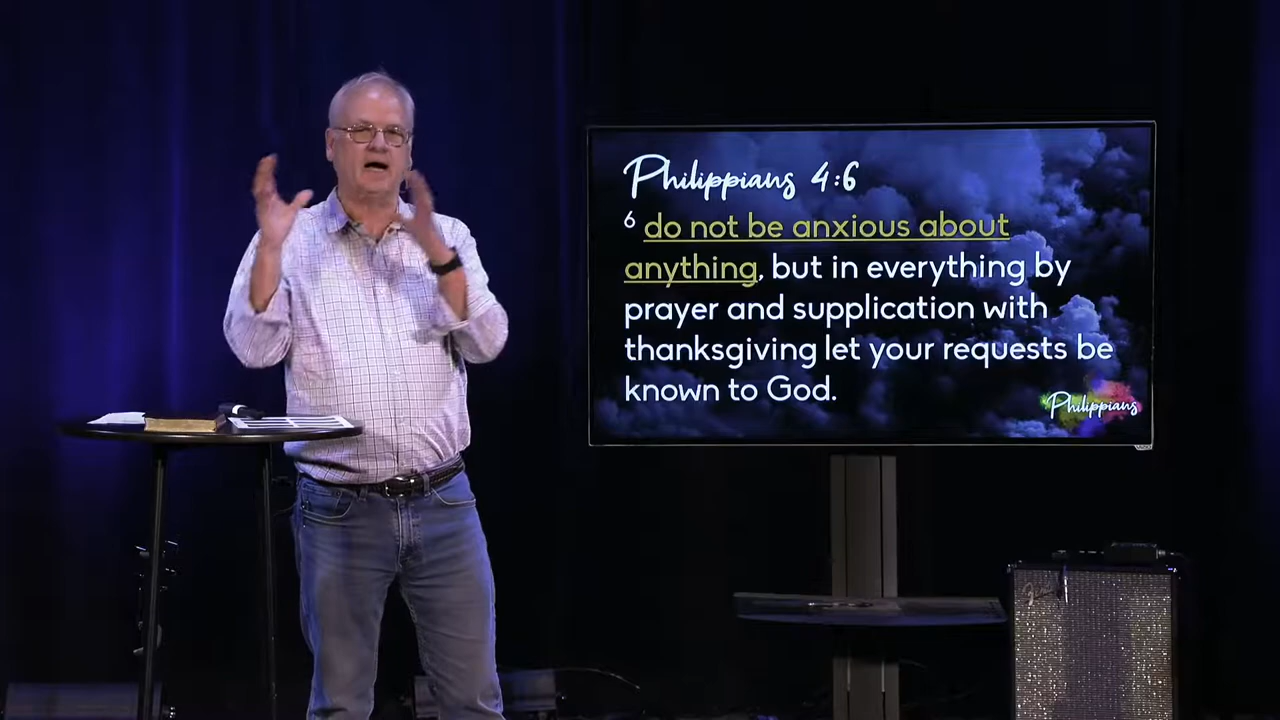 Philippians 4:6
6 do not be anxious about
anything, but in everything by
prayer and supplication with
thanksgiving let your requests be
known to God.
Philippians
Fender